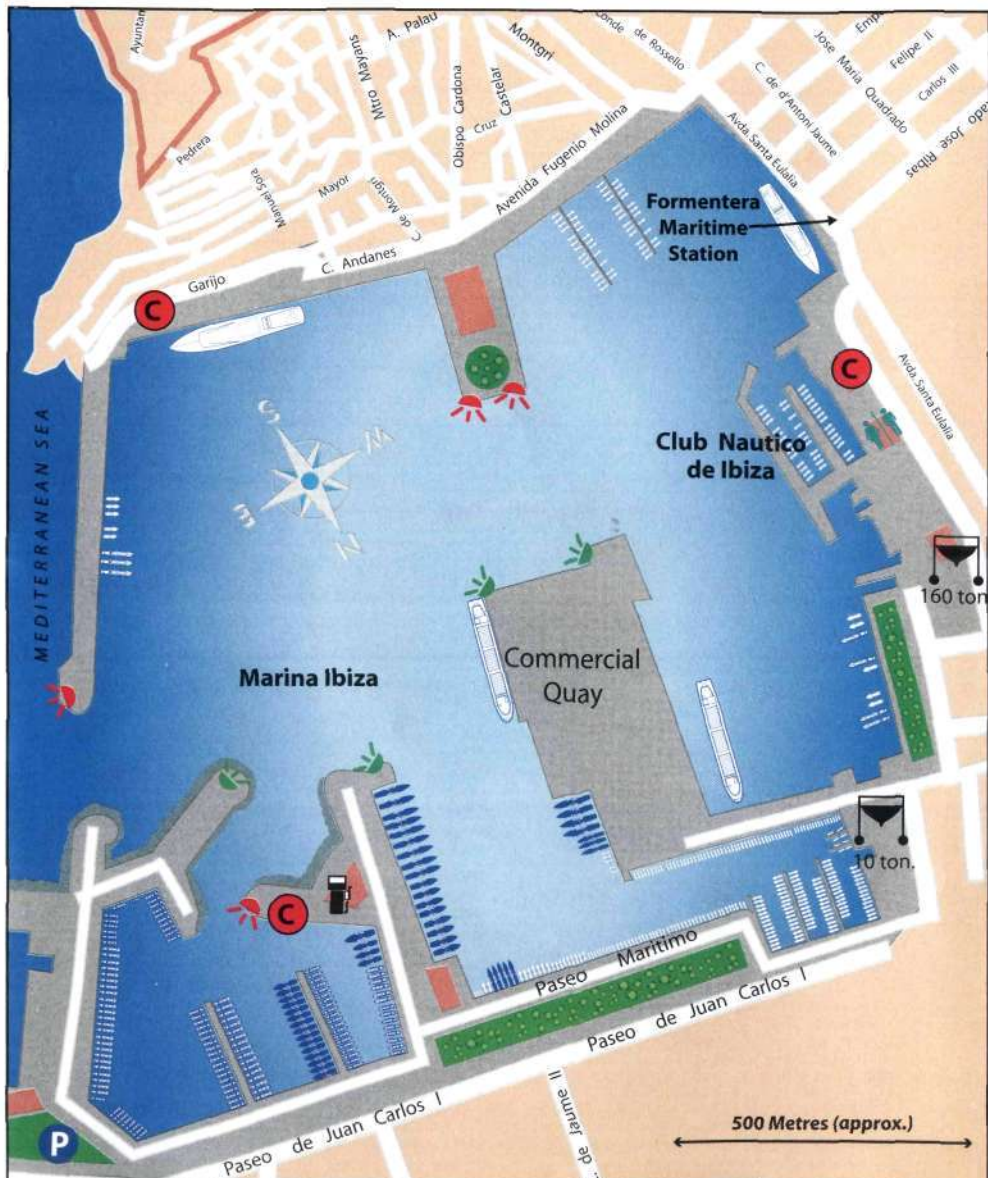 Ayuntam
A. Palau
Mtro Mayans
Montgri
Conde de Rossello
Jose Maria Quadrado
Felipe II
C. de d'Antoni Jaume
Carlos III
Obispo Cardona
Castelar
Cruz
Pedrera
Manuel Sora
Mayor
C. de Montgri
Avenida Fugenio Molina
Avda. Santa Eulalia
Formentera
Maritime
Station
Garijo
C. Andanes
C
C
Avda. Santa Eulalia
MEDITERRANEAN SEA
S
W
E
N
Club Nautico
de Ibiza
160 ton
Marina Ibiza
Commercial
Quay
10 ton.
C
Paseo Maritimo
Paseo de Juan Carlos I
Paseo de Juan Carlos I
de Jaume II
P
500 Metres (approx.)